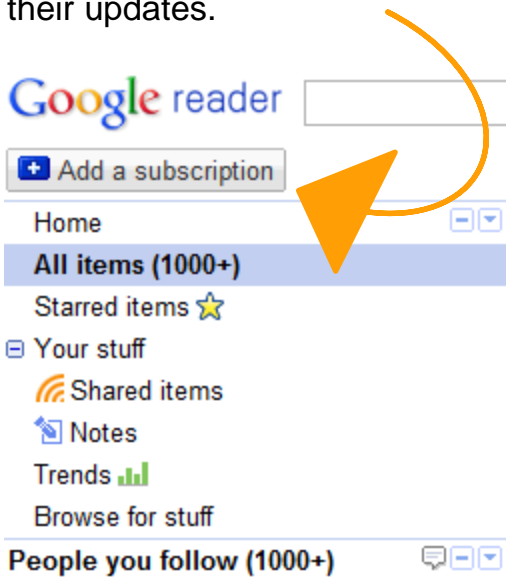 their updates.
Google reader
Add a subscription
Home
All items (1000+)
Starred items
Your stuff
Shared items
Notes
Trends
Browse for stuff
People you follow (1000+)